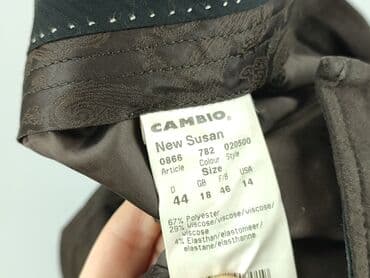 CAMBIO.
New Susan
0866 782 020500
Article Colour Style
Size
D GB F/B USA
44 18 46 14
67% Polyester
29% viscose/viscose/viscose/
viscose
4% Elasthan/elastomeer/
elastane/elasthanne